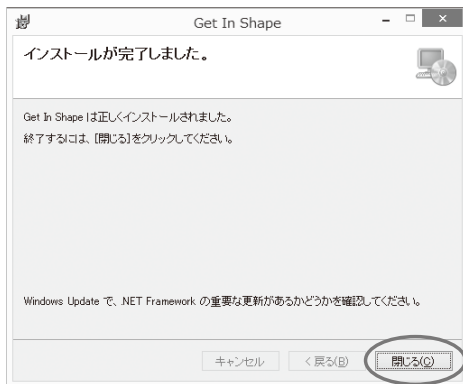 Get In Shape
インストールが完了しました。
Get In Shape は正しくインストールされました。
終了するには、[閉じる]をクリックしてください。
Windows Update で、.NET Framework の重要な更新があるかどうかを確認してください。
キャンセル < 戻る(B) 閉じる(C)